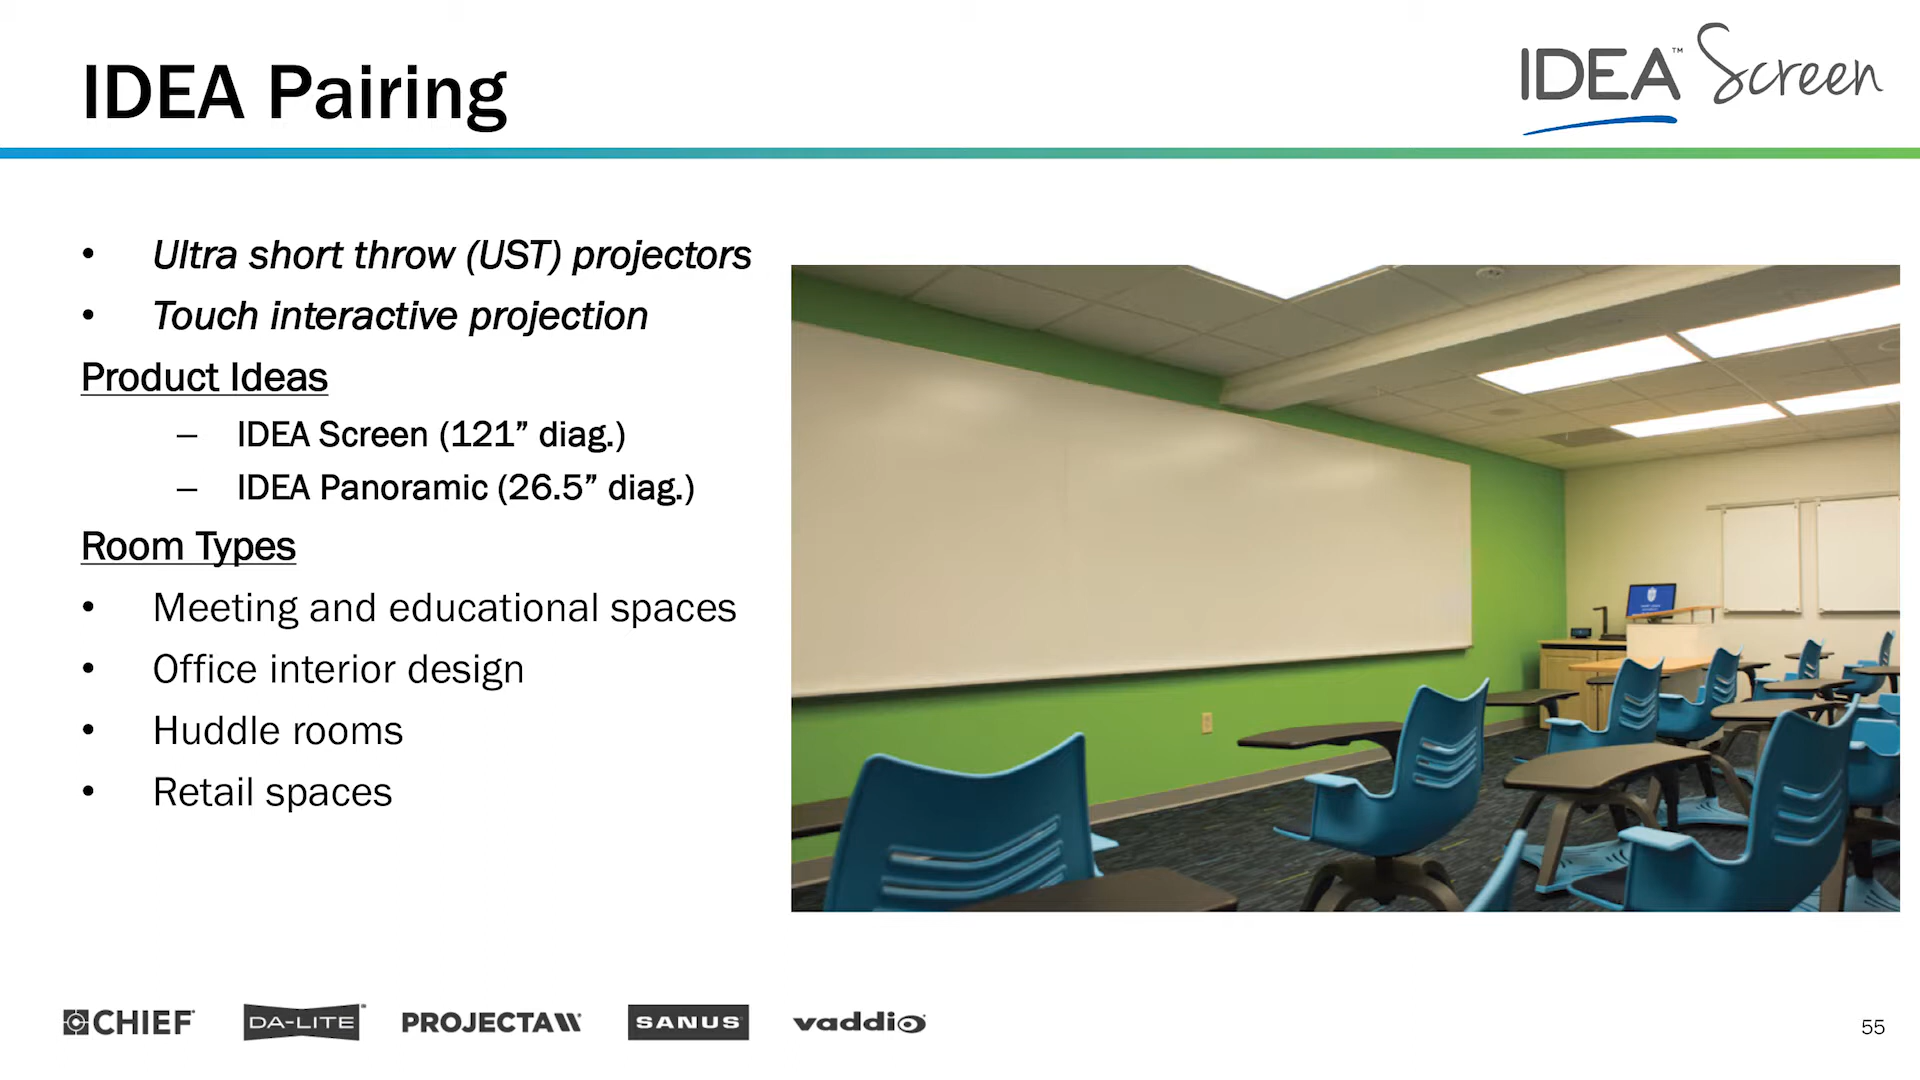 IDEA Pairing
IDEA™ Screen
• Ultra short throw (UST) projectors
• Touch interactive projection
Product Ideas
– IDEA Screen (121” diag.)
– IDEA Panoramic (26.5” diag.)
Room Types
• Meeting and educational spaces
• Office interior design
• Huddle rooms
• Retail spaces
CHIEF DA-LITE PROJECTA SANUS vaddio
55